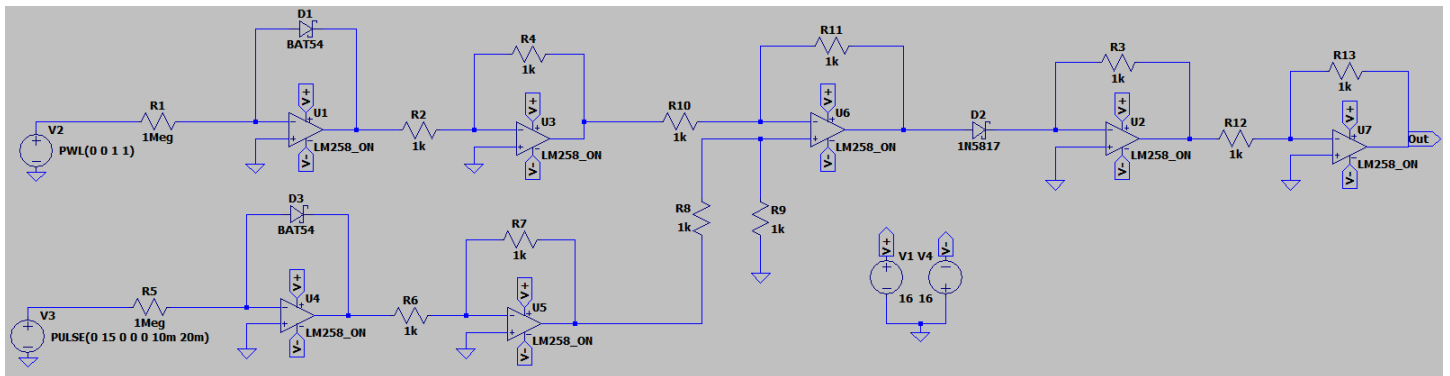 D1
BAT54
V+
U1
LM258_ON
V-
R1
1Meg
V2
PWL(0 0 1 1)
R2
1k
R4
1k
V+
U3
LM258_ON
V-
R10
1k
R11
1k
V+
U6
LM258_ON
V-
D2
1N5817
R3
1k
V+
U2
LM258_ON
V-
R12
1k
R13
1k
V+
U7
LM258_ON
V-
Out
R8
1k
R9
1k
D3
BAT54
V+
U4
LM258_ON
V-
R5
1Meg
V3
PULSE(0 15 0 0 0 10m 20m)
R6
1k
R7
1k
V+
U5
LM258_ON
V-
V+
V-
V1 V4
16 16